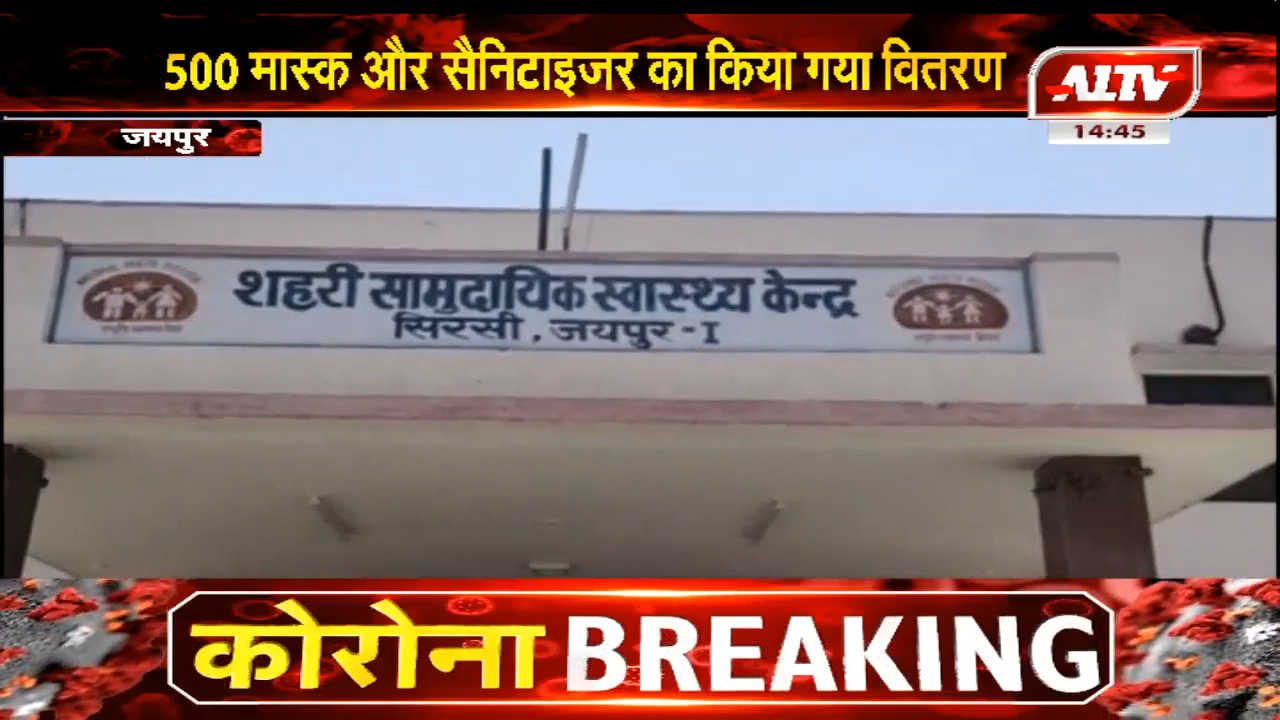 500 मास्क और सैनिटाइजर का किया गया वितरण
ALTV
14:45
जयपुर
शहरी सामुदायिक स्वास्थ्य केन्द्र
सिरसी, जयपुर-I
कोरोना BREAKING